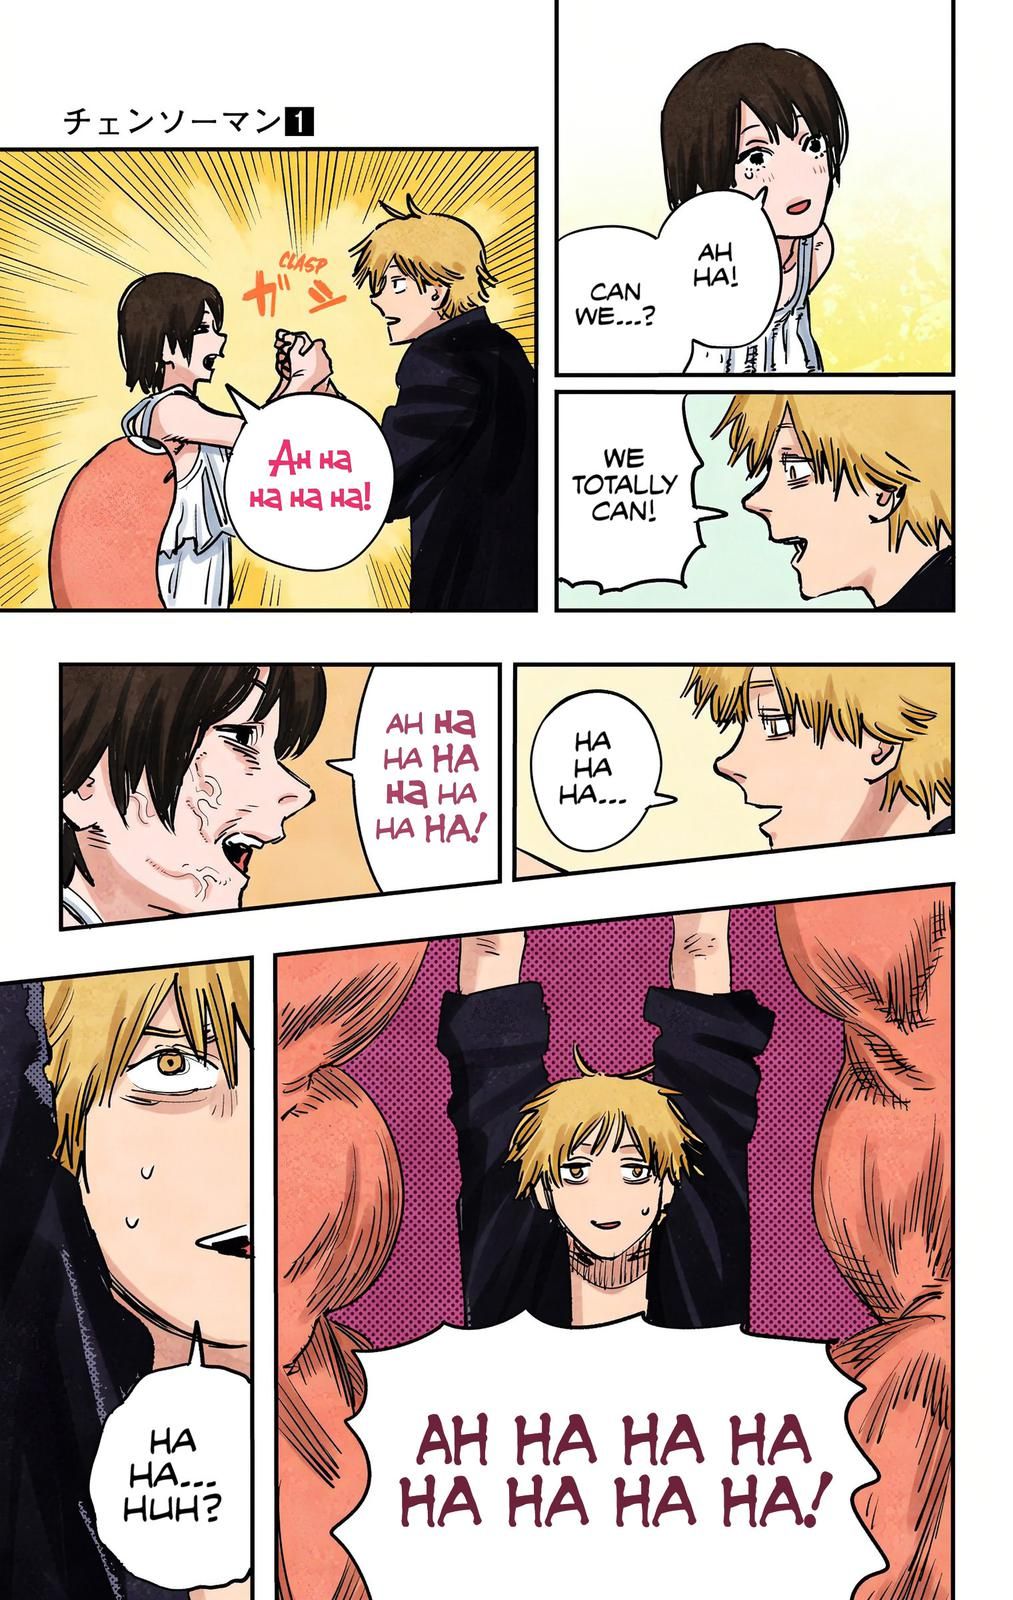 チェンソーマン1
AH
HA!
CAN
WE...?
WE
TOTALLY
CAN!
CLASP
ガッ
AH HA
HA HA HA!
HA
HA
HA...
AH HA
HA HA
HA HA
HA HA!
AH HA HA HA
HA HA HA HA!
HA
HA...
HUH?